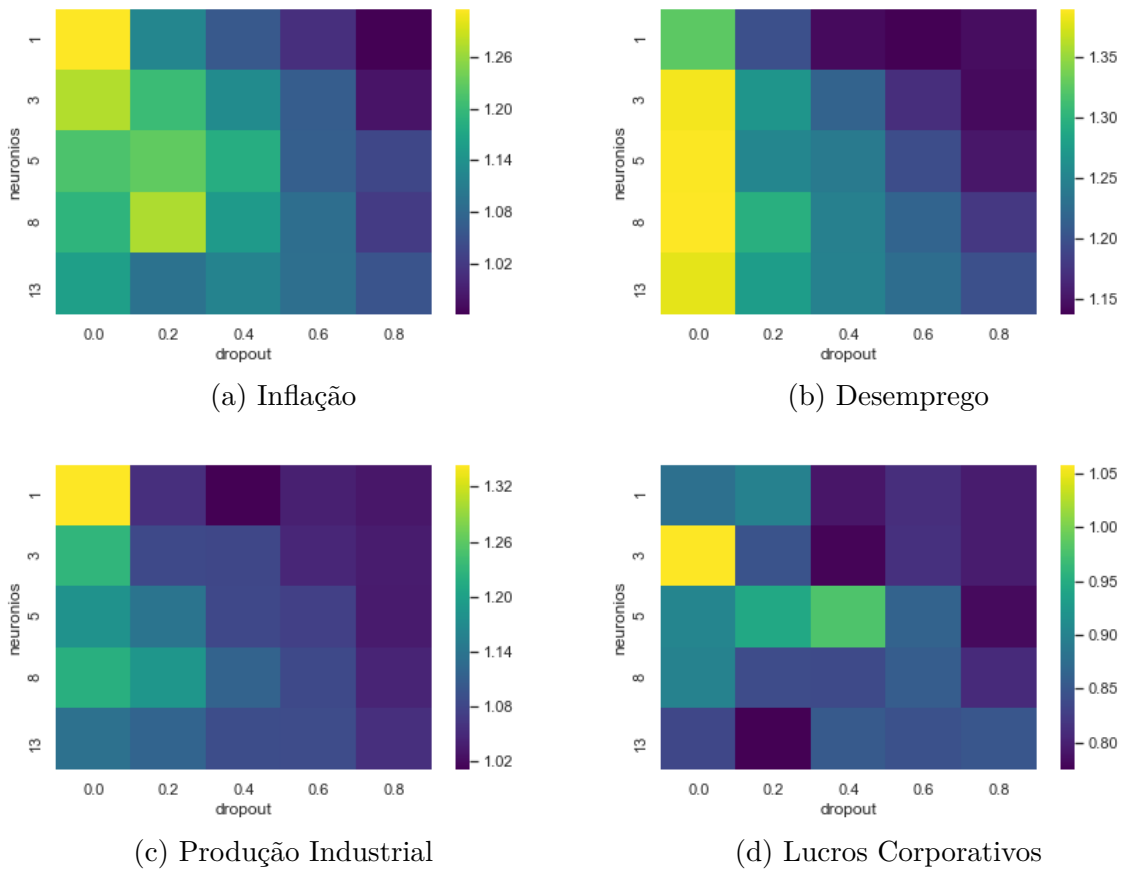 neuronios
1
3
5
8
13
0.0 0.2 0.4 0.6 0.8
dropout
1.26
1.20
1.14
1.08
1.02
(a) Inflação
neuronios
1
3
5
8
13
0.0 0.2 0.4 0.6 0.8
dropout
1.35
1.30
1.25
1.20
1.15
(b) Desemprego
neuronios
1
3
5
8
13
0.0 0.2 0.4 0.6 0.8
dropout
1.32
1.26
1.20
1.14
1.08
1.02
(c) Produção Industrial
neuronios
1
3
5
8
13
0.0 0.2 0.4 0.6 0.8
dropout
1.05
1.00
0.95
0.90
0.85
0.80
(d) Lucros Corporativos